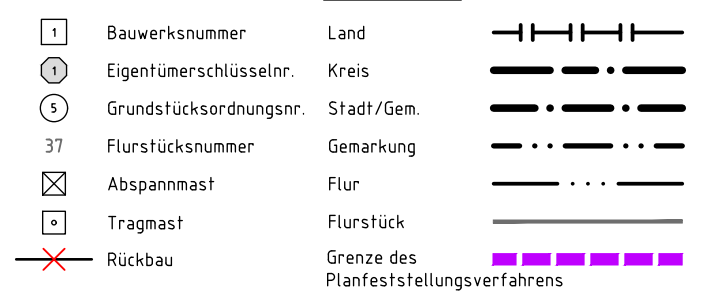 1 Bauwerksnummer Land
1 Eigentümerschlüsselnr. Kreis
5 Grundstücksordnungsnr. Stadt/Gem.
37 Flurstücksnummer Gemarkung
Abspannmast Flur
Tragmast Flurstück
Rückbau Grenze des
Planfeststellungsverfahrens